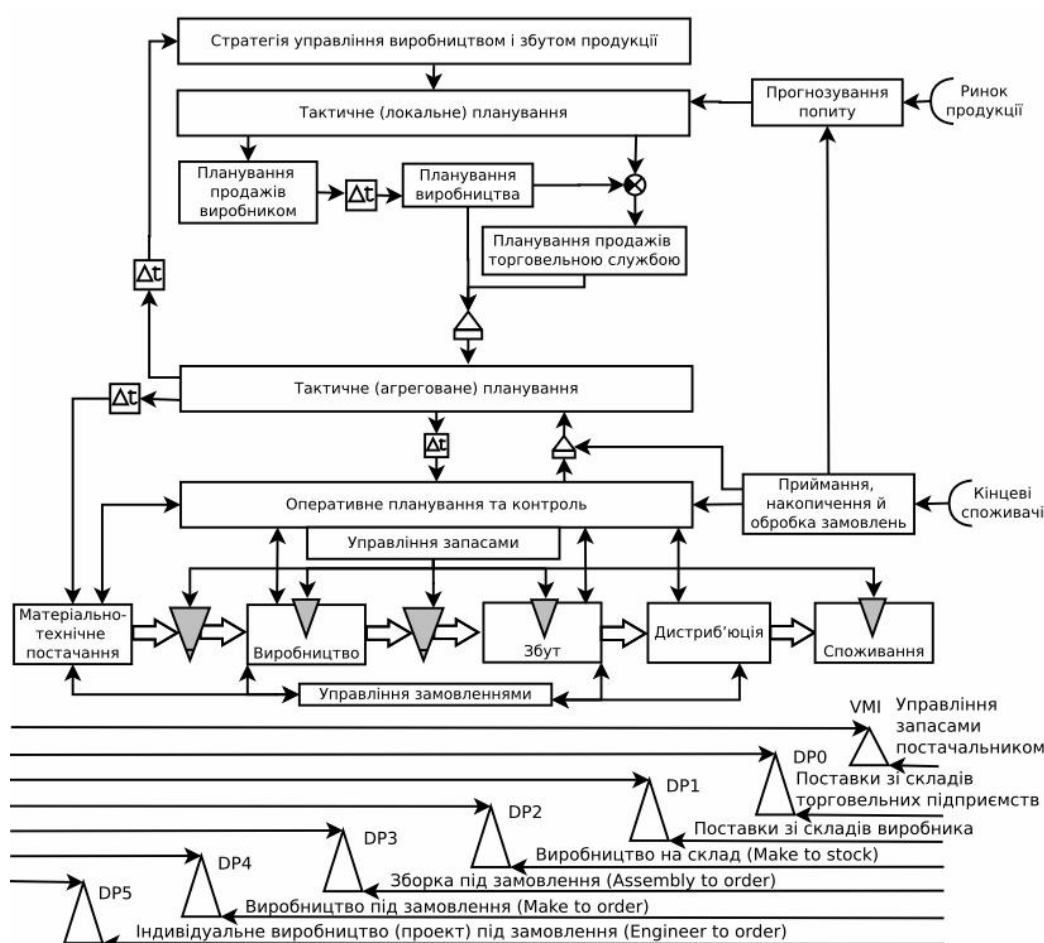 Стратегія управління виробництвом і збутом продукції
Тактичне (локальне) планування
Прогнозування
попиту
Ринок
продукції
Планування
продажів
виробником
Δt
Планування
виробництва
Планування продажів
торговельною службою
Δt
Тактичне (агреговане) планування
Δt
Δt
Оперативне планування та контроль
Приймання,
накопичення й
обробка замовлень
Кінцеві
споживачі
Управління запасами
Матеріально-
технічне
постачання
Виробництво
Збут
Дистриб’юція
Споживання
Управління замовленнями
VMI
Управління
запасами
постачальником
DP0
Поставки зі складів
торговельних підприємств
DP1
Поставки зі складів виробника
DP2
Виробництво на склад (Make to stock)
DP3
Зборка під замовлення (Assembly to order)
DP4
Виробництво під замовлення (Make to order)
DP5
Індивідуальне виробництво (проект) під замовлення (Engineer to order)